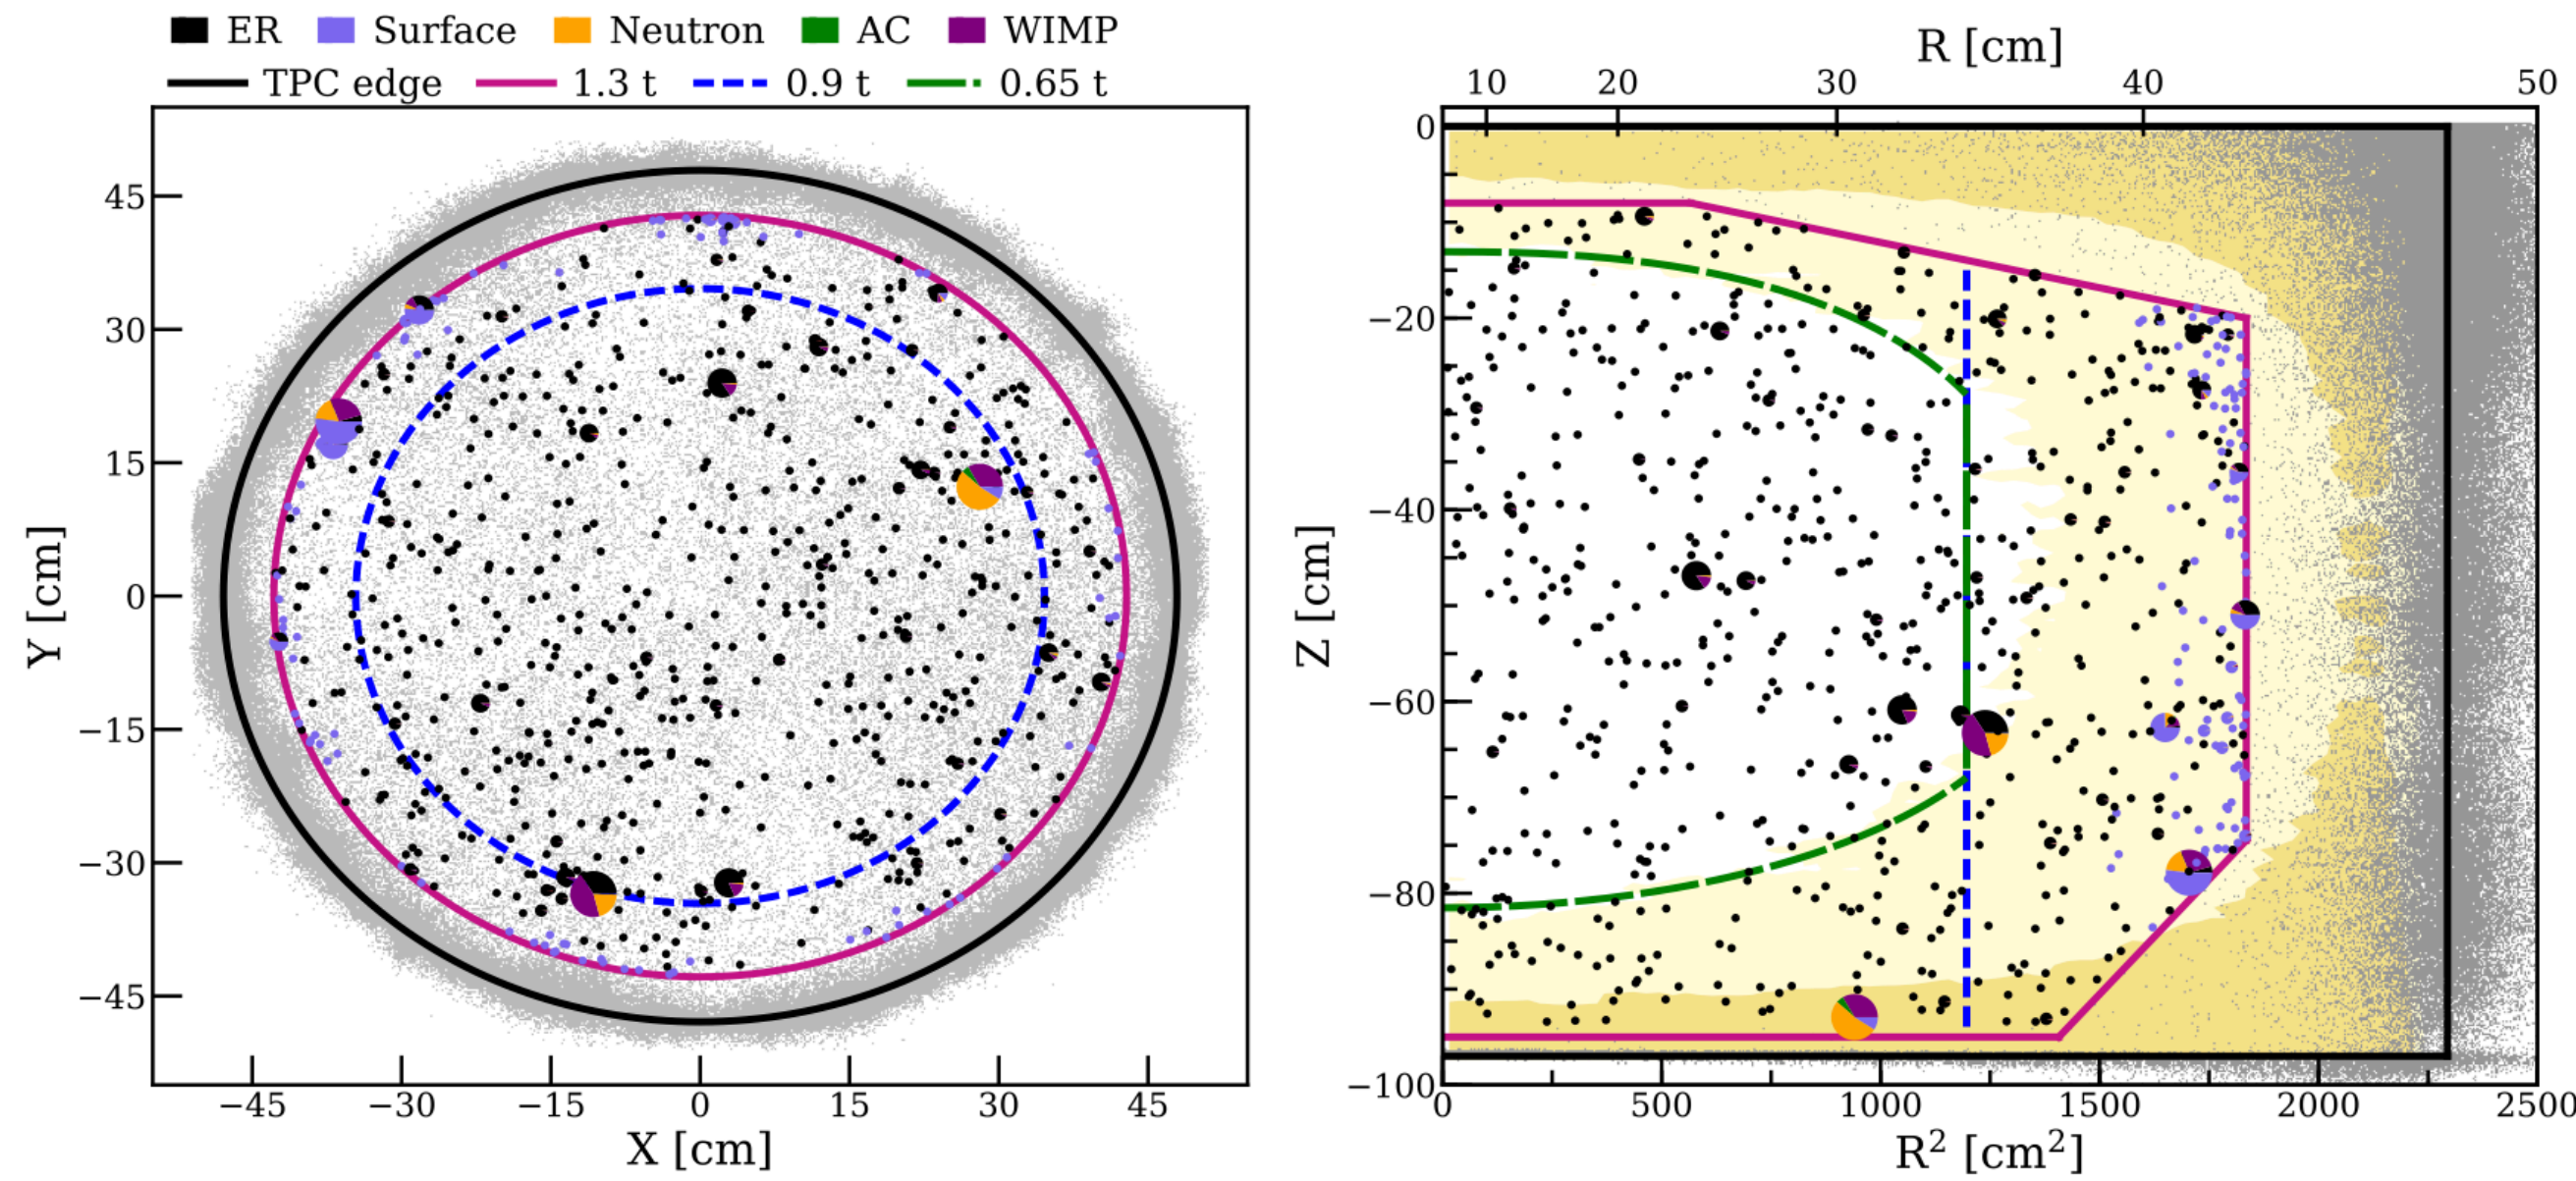 ER Surface Neutron AC WIMP
TPC edge 1.3 t 0.9 t 0.65 t
45
30
15
0
−15
−30
−45
Y [cm]
−45 −30 −15 0 15 30 45
X [cm]
R [cm]
10 20 30 40 50
0
−20
−40
−60
−80
−100
Z [cm]
0 500 1000 1500 2000 2500
R² [cm²]